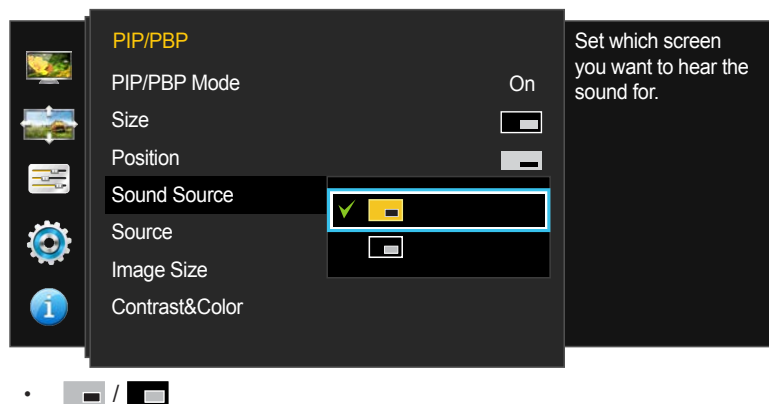 PIP/PBP
PIP/PBP Mode On
Size
Position
Sound Source
Source
Image Size
Contrast&Color
Set which screen
you want to hear the
sound for.
• /